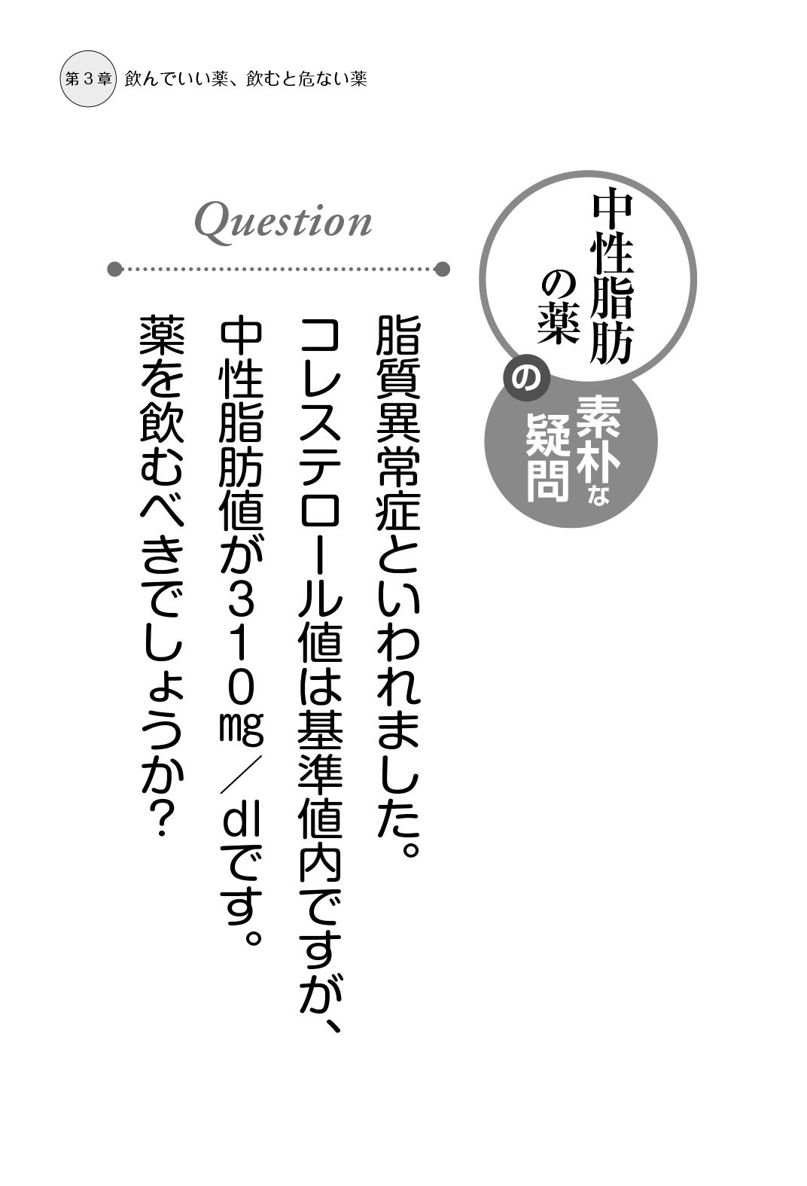 第3章 飲んでいい薬、飲むと危ない薬
中性脂肪
の薬
の
素朴な
疑問
Question
脂質異常症といわれました。
コレステロール値は基準値内ですが、
中性脂肪値が310㎎／dlです。
薬を飲むべきでしょうか？